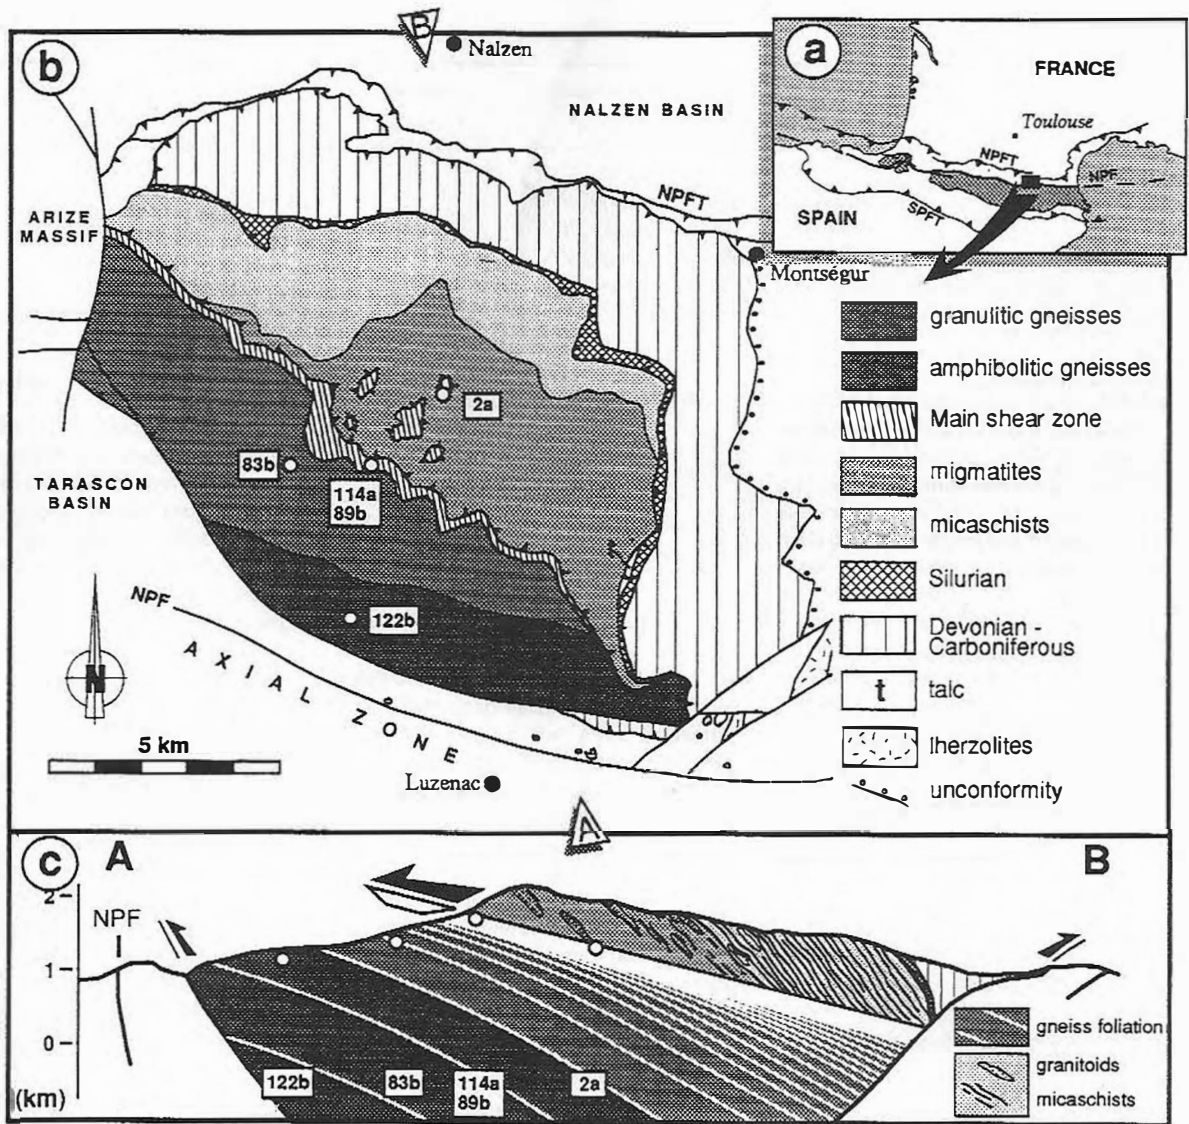 B
b
Nalzen
NALZEN BASIN
a
FRANCE
Toulouse
NPFT
NPF
SPAIN
SPFT
NPFT
ARIZE
MASSIF
Montségur
2a
83b
114a
89b
TARASCON
BASIN
122b
NPF
AXIAL ZONE
N
5 km
Luzenac
granulitic gneisses
amphibolitic gneisses
Main shear zone
migmatites
micaschists
Silurian
Devonian -
Carboniferous
t
talc
lherzolites
unconformity
A
c
A
B
2
NPF
1
0
(km)
122b
83b
114a
89b
2a
gneiss foliation
granitoids
micaschists